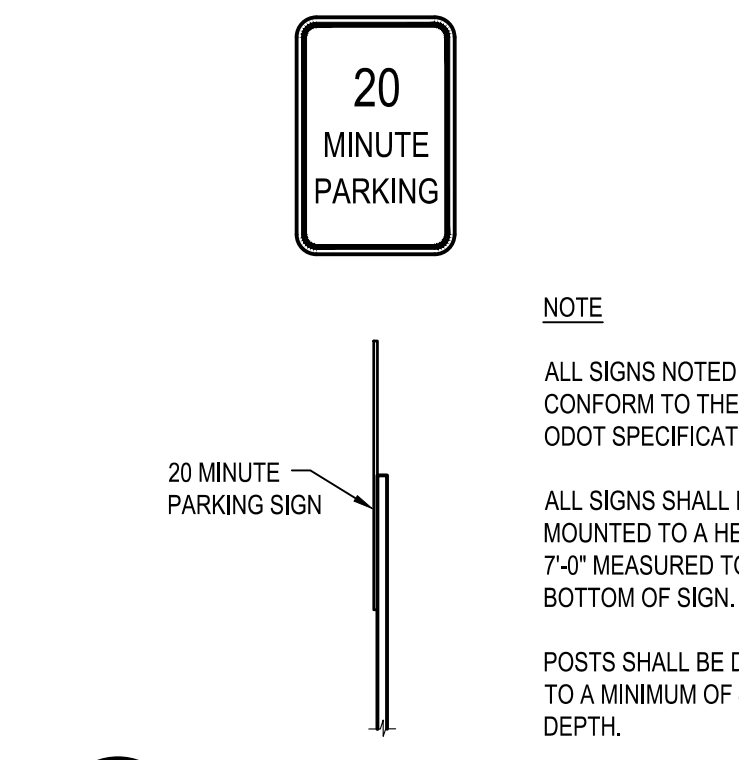 20
MINUTE
PARKING
NOTE
ALL SIGNS NOTED
CONFORM TO THE
ODOT SPECIFICAT
20 MINUTE
PARKING SIGN
ALL SIGNS SHALL
MOUNTED TO A HE
7'-0" MEASURED TO
BOTTOM OF SIGN.
POSTS SHALL BE D
TO A MINIMUM OF
DEPTH.